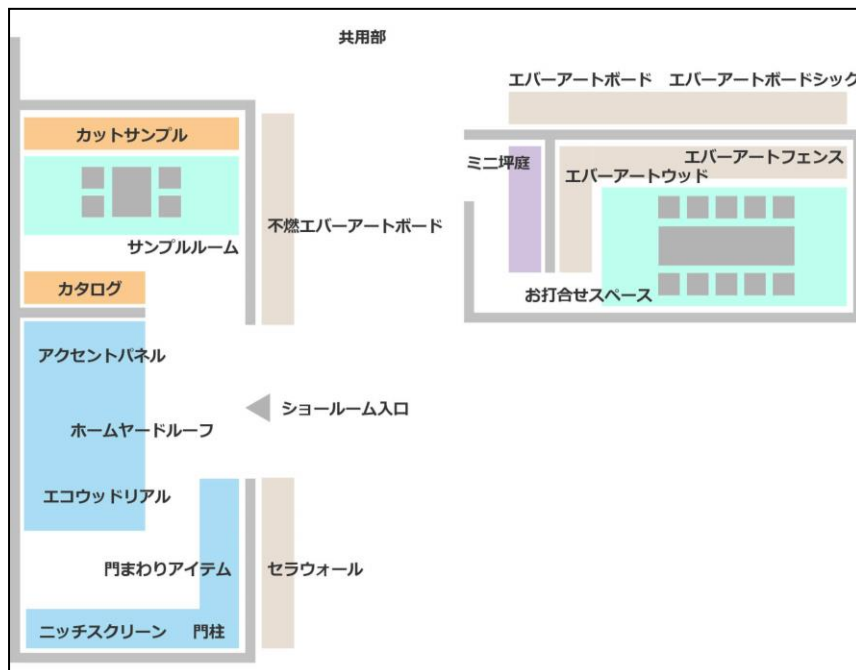 共用部
エバーアートボード エバーアートボードシック
カットサンプル
エバーアートフェンス
ミニ坪庭
エバーアートウッド
不燃エバーアートボード
サンプルルーム
カタログ
お打合せスペース
アクセントパネル
ショールーム入口
ホームヤードルーフ
エコウッドリアル
門まわりアイテム
セラウォール
ニッチスクリーン 門柱